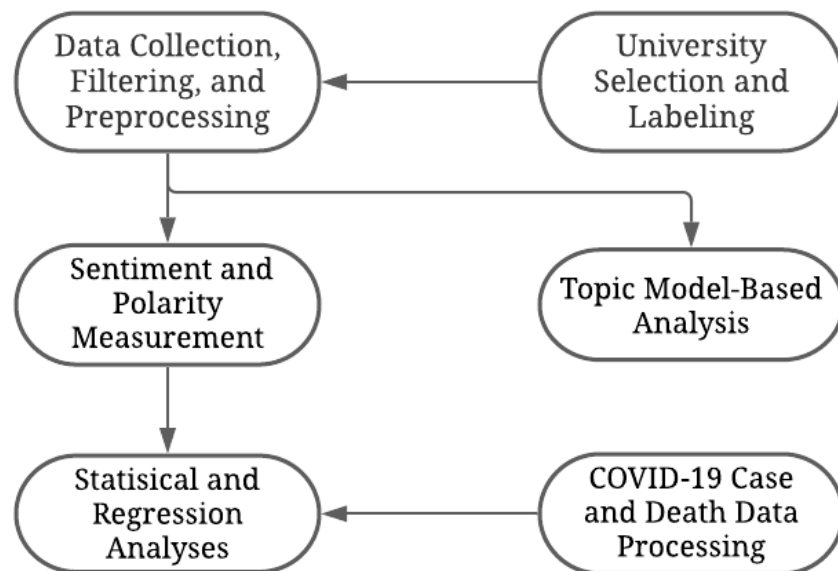 Data Collection,
Filtering, and
Preprocessing
University
Selection and
Labeling
Sentiment and
Polarity
Measurement
Topic Model-Based
Analysis
Statisical and
Regression
Analyses
COVID-19 Case
and Death Data
Processing